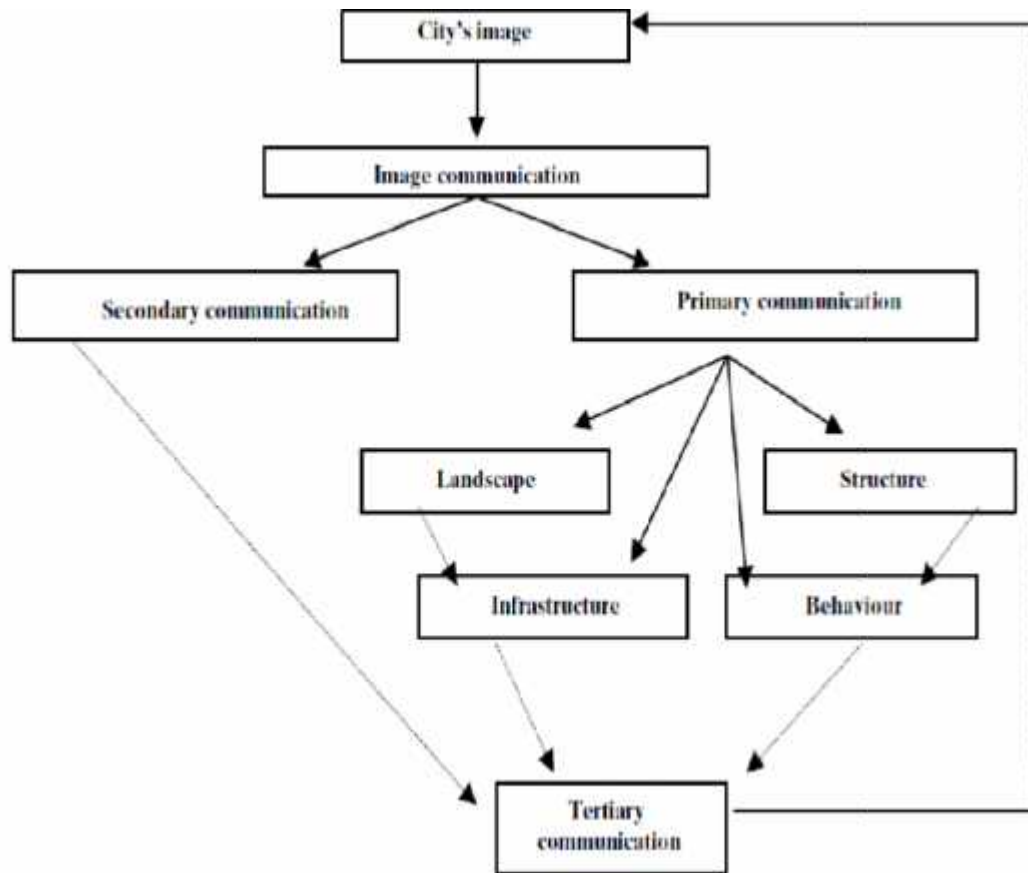 City's image
Image communication
Secondary communication
Primary communication
Landscape
Structure
Infrastructure
Behaviour
Tertiary
communication